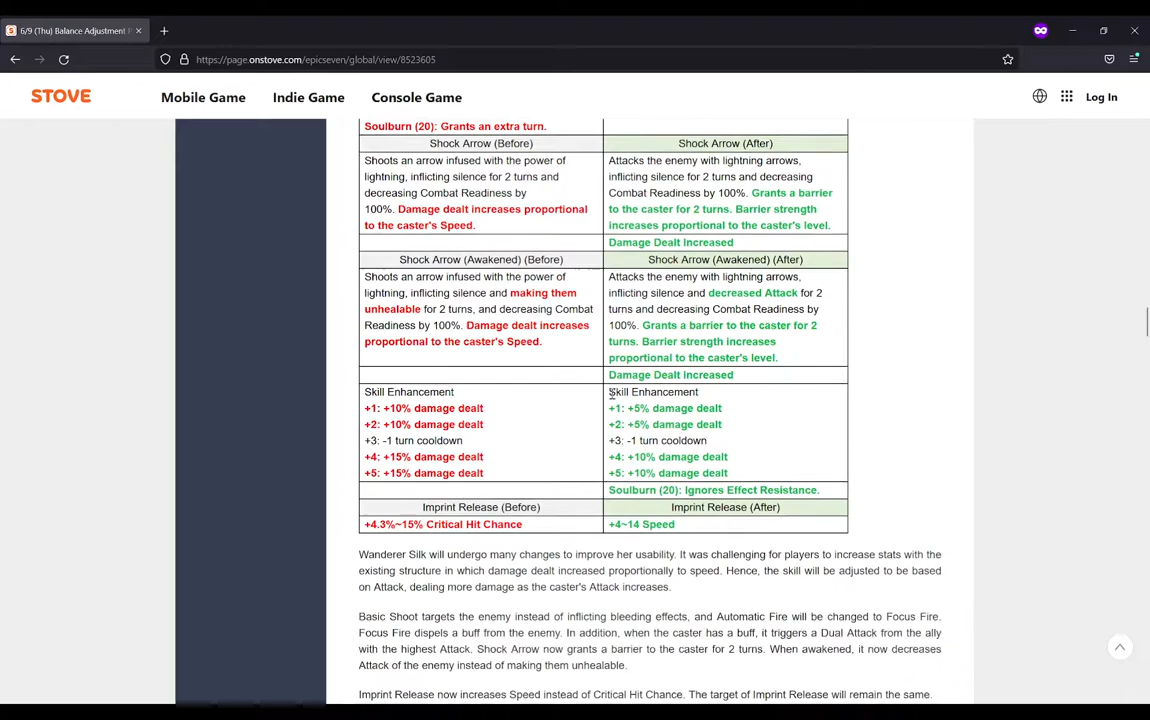 6/9 (Thu) Balance Adjustment
https://page.onstove.com/epicseven/global/view/8523605
STOVE
Mobile Game
Indie Game
Console Game
Log In
Soulburn (20): Grants an extra turn.
Shock Arrow (Before)
Shock Arrow (After)
Shoots an arrow infused with the power of
lightning, inflicting silence for 2 turns and
decreasing Combat Readiness by
100%. Damage dealt increases proportional
to the caster's Speed.
Attacks the enemy with lightning arrows,
inflicting silence for 2 turns and decreasing
Combat Readiness by 100%. Grants a barrier
to the caster for 2 turns. Barrier strength
increases proportional to the caster's level.
Damage Dealt Increased
Shock Arrow (Awakened) (Before)
Shock Arrow (Awakened) (After)
Shoots an arrow infused with the power of
lightning, inflicting silence and making them
unhealable for 2 turns, and decreasing Combat
Readiness by 100%. Damage dealt increases
proportional to the caster's Speed.
Attacks the enemy with lightning arrows,
inflicting silence and decreased Attack for 2
turns and decreasing Combat Readiness by
100%. Grants a barrier to the caster for 2
turns. Barrier strength increases
proportional to the caster's level.
Damage Dealt Increased
Skill Enhancement
+1: +10% damage dealt
+2: +10% damage dealt
+3: -1 turn cooldown
+4: +15% damage dealt
+5: +15% damage dealt
Skill Enhancement
+1: +5% damage dealt
+2: +5% damage dealt
+3: -1 turn cooldown
+4: +10% damage dealt
+5: +10% damage dealt
Soulburn (20): Ignores Effect Resistance.
Imprint Release (Before)
Imprint Release (After)
+4.3%~15% Critical Hit Chance
+4~14 Speed
Wanderer Silk will undergo many changes to improve her usability. It was challenging for players to increase stats with the
existing structure in which damage dealt increased proportionally to speed. Hence, the skill will be adjusted to be based
on Attack, dealing more damage as the caster's Attack increases.
Basic Shoot targets the enemy instead of inflicting bleeding effects, and Automatic Fire will be changed to Focus Fire.
Focus Fire dispels a buff from the enemy. In addition, when the caster has a buff, it triggers a Dual Attack from the ally
with the highest Attack. Shock Arrow now grants a barrier to the caster for 2 turns. When awakened, it now decreases
Attack of the enemy instead of making them unhealable.
Imprint Release now increases Speed instead of Critical Hit Chance. The target of Imprint Release will remain the same.